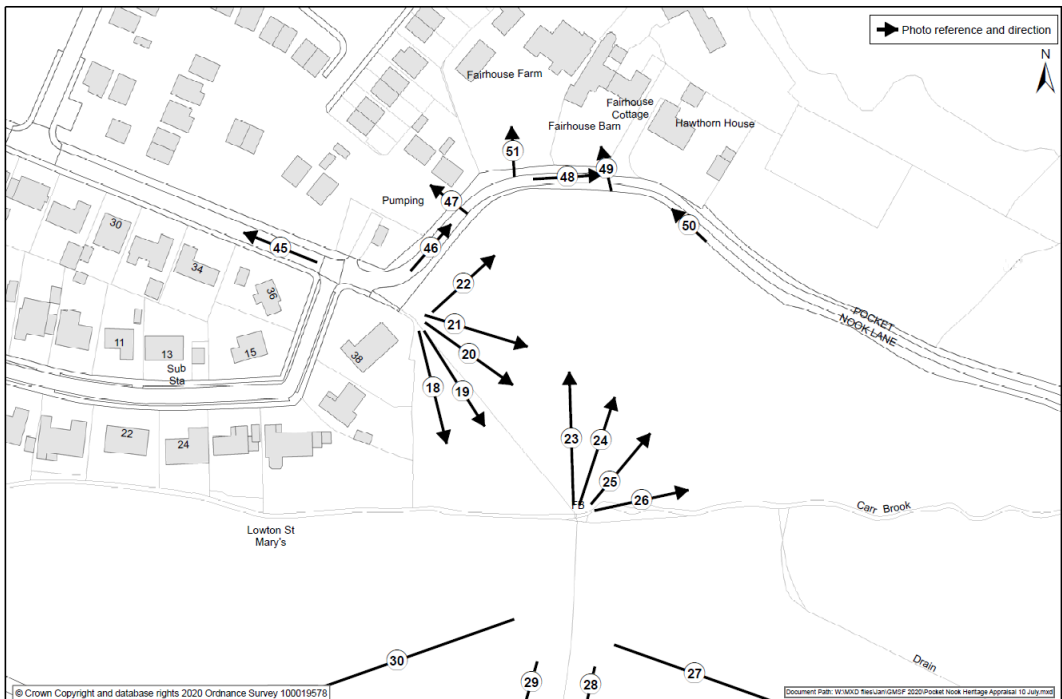 Photo reference and direction
N
Fairhouse Farm
Fairhouse
Cottage
Fairhouse Barn
Hawthorn House
51
48
49
47
Pumping
50
46
45
30
34
36
22
21
20
18
19
POCKET
NOOK LANE
11
13
15
38
Sub
Sta
22
24
23
24
25
26
FB
Carr Brook
Lowton St
Mary's
30
29
28
27
Drain
© Crown Copyright and database rights 2020 Ordnance Survey 100019578
Document Path: W:\MXD files\Jan\GMSF 2020\Pocket Nook Heritage Appraisal 10 July.mxd